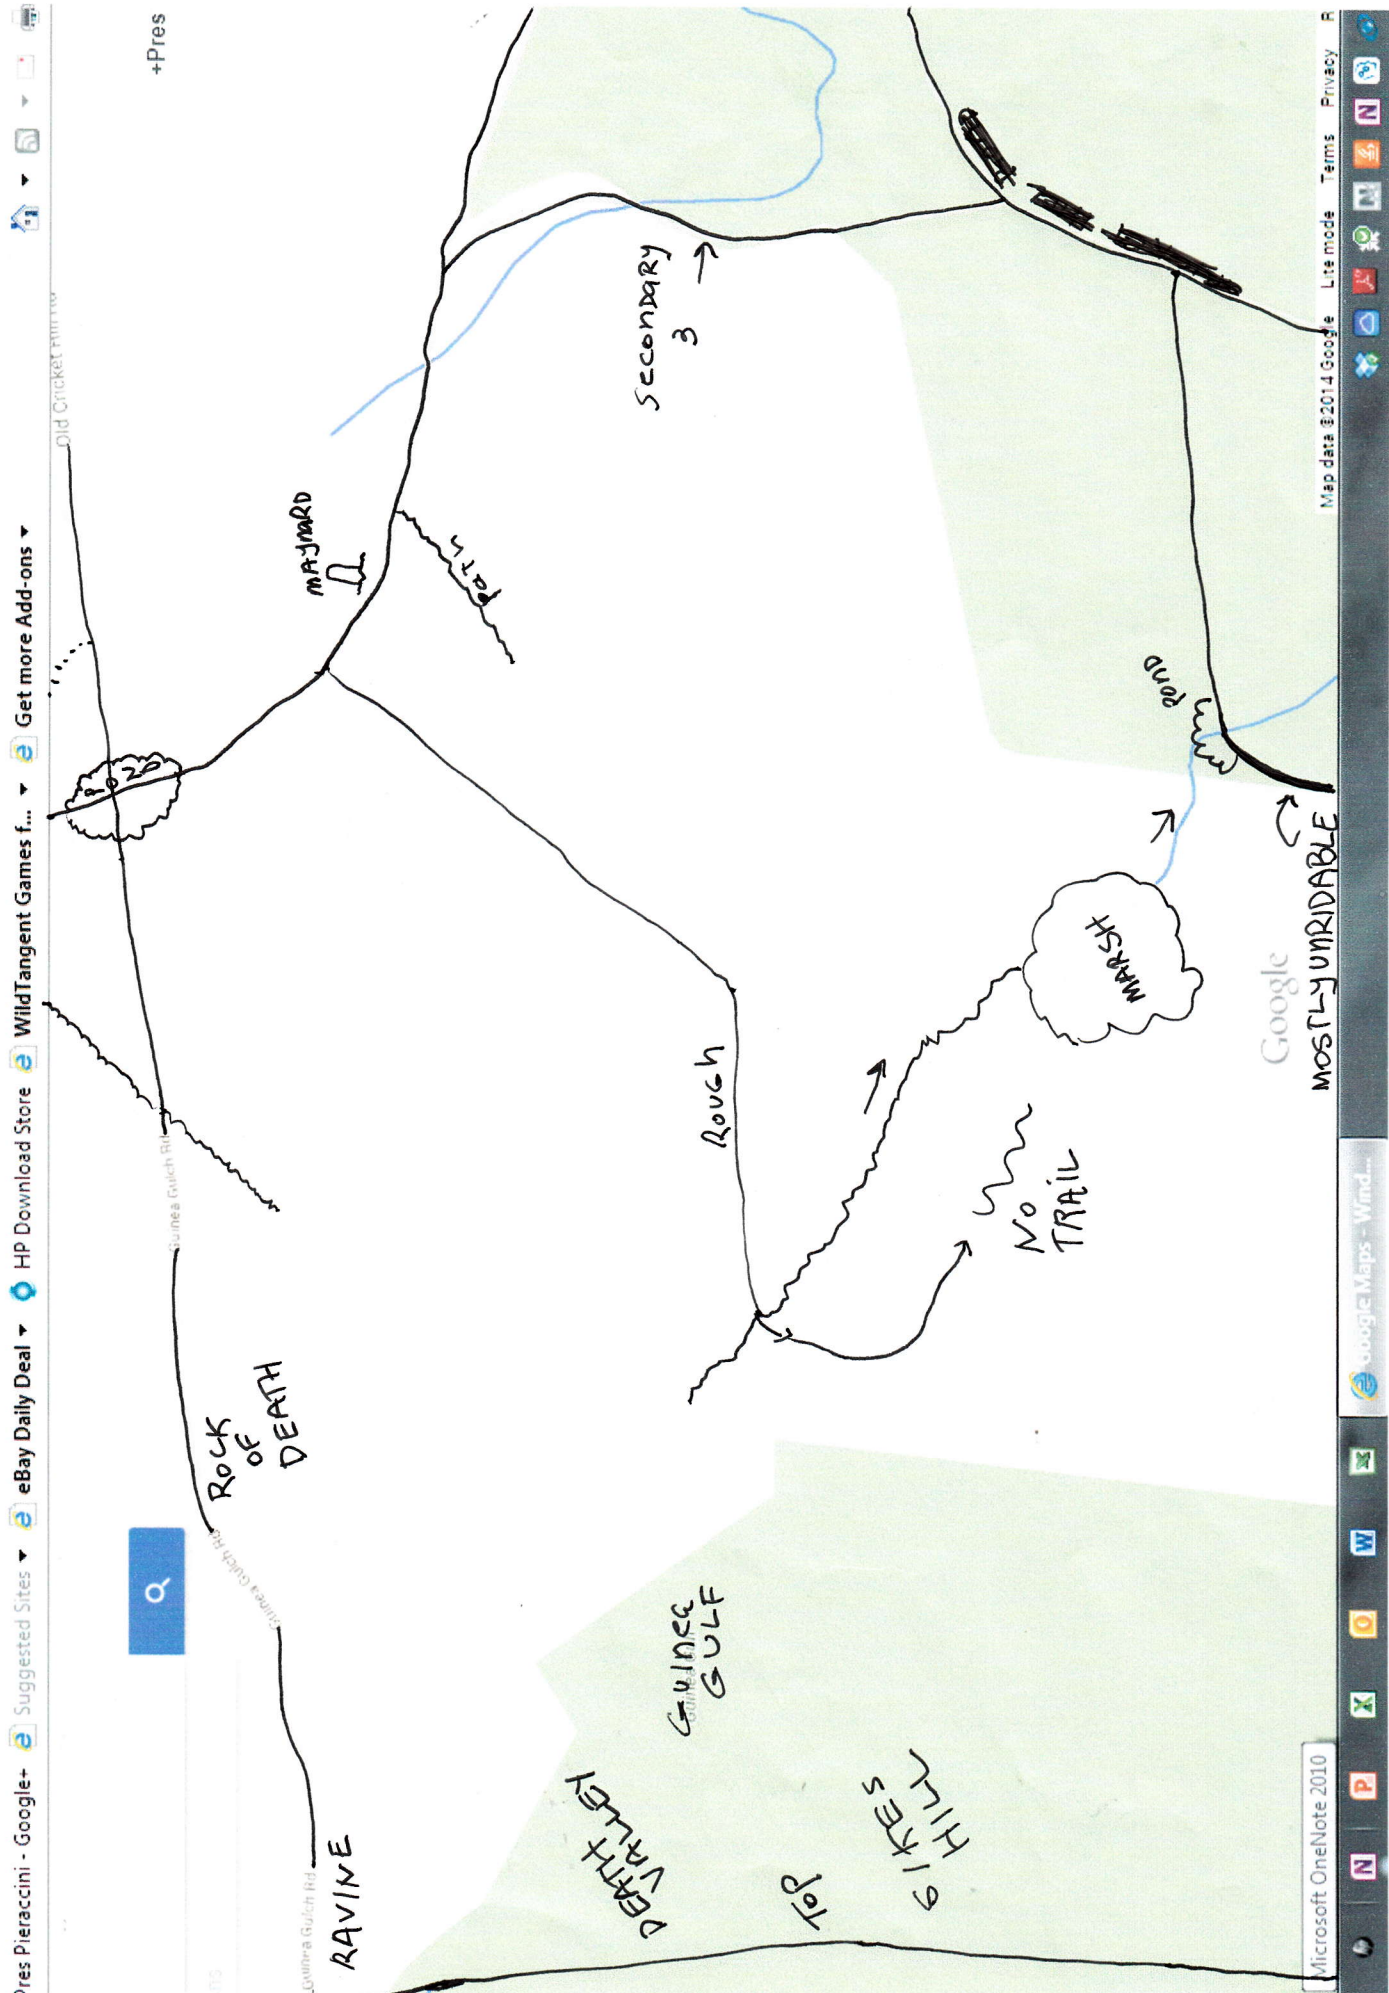 Pres Pieraccini - Google+
Suggested Sites
eBay Daily Deal
HP Download Store
WildTangent Games f...
Get more Add-ons
+Pres
Guinea Gulch Rd
RAVINE
Guinea Gulch Rd
ROCK
OF
DEATH
Guinea Gulch Rd
Old Cricket
MAYNARD
path
DEATH
VALLEY
GUINEA
GULF
TOP
SIKES
HILL
ROUGH
NO
TRAIL
MARSH
POND
SECONDARY
3
Google
MOSTLY UNRIDABLE
Map data ©2014 Google
Lite mode
Terms
Privacy
R
Microsoft OneNote 2010
Google Maps - Wind...